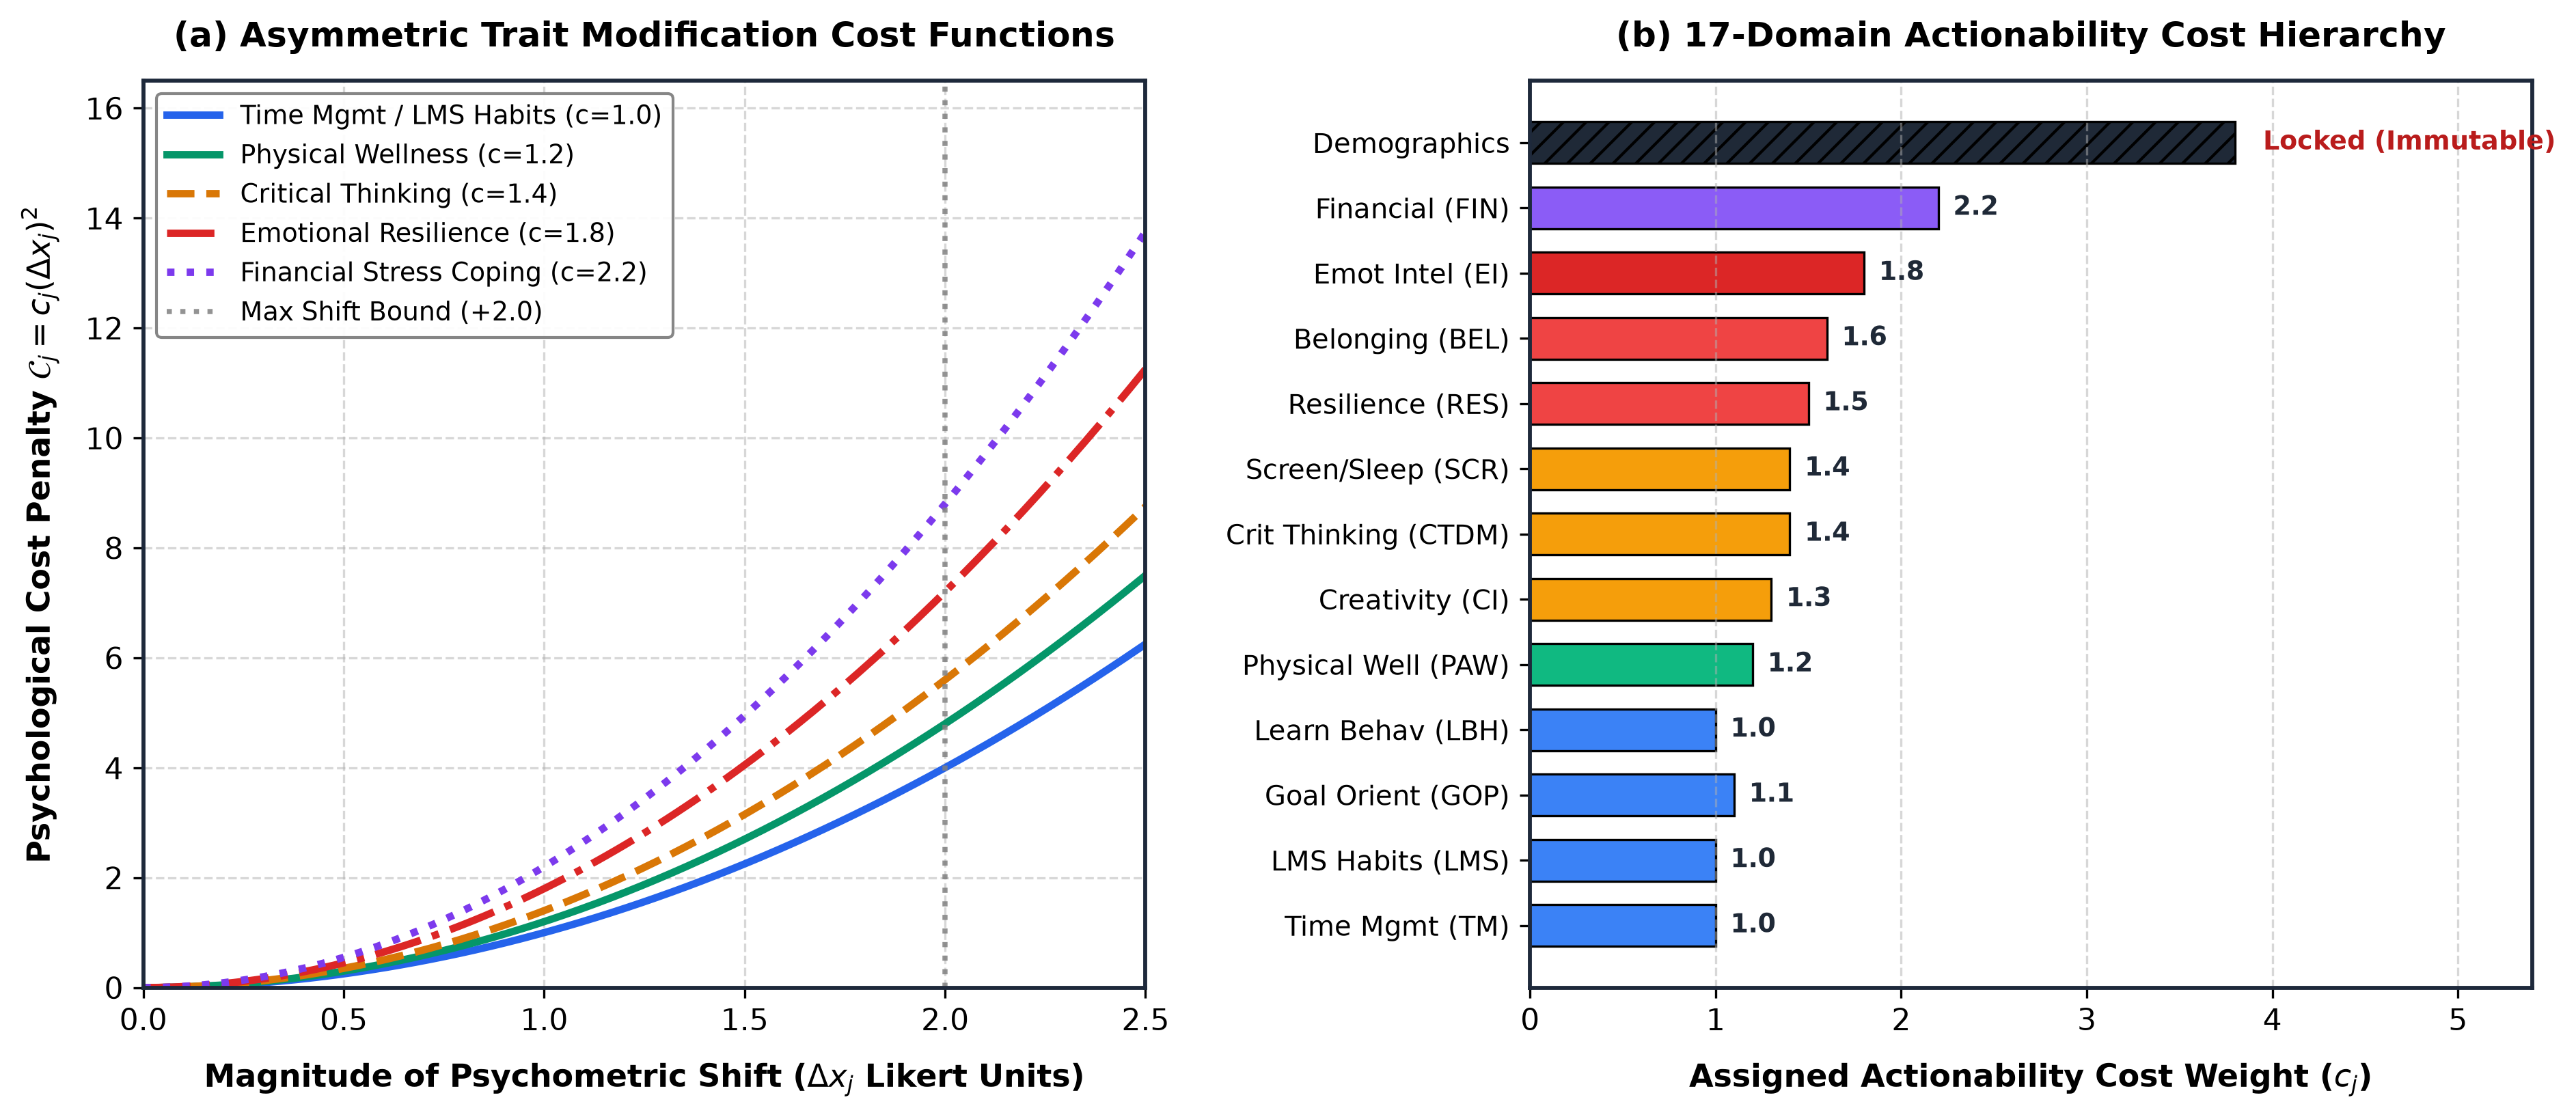 (a) Asymmetric Trait Modification Cost Functions
Psychological Cost Penalty 𝒞ⱼ = cⱼ(Δxⱼ)²
16
14
12
10
8
6
4
2
0
Time Mgmt / LMS Habits (c=1.0)
Physical Wellness (c=1.2)
Critical Thinking (c=1.4)
Emotional Resilience (c=1.8)
Financial Stress Coping (c=2.2)
Max Shift Bound (+2.0)
0.0 0.5 1.0 1.5 2.0 2.5
Magnitude of Psychometric Shift (Δxⱼ Likert Units)
(b) 17-Domain Actionability Cost Hierarchy
Demographics Locked (Immutable)
Financial (FIN) 2.2
Emot Intel (EI) 1.8
Belonging (BEL) 1.6
Resilience (RES) 1.5
Screen/Sleep (SCR) 1.4
Crit Thinking (CTDM) 1.4
Creativity (CI) 1.3
Physical Well (PAW) 1.2
Learn Behav (LBH) 1.0
Goal Orient (GOP) 1.1
LMS Habits (LMS) 1.0
Time Mgmt (TM) 1.0
0 1 2 3 4 5
Assigned Actionability Cost Weight (cⱼ)